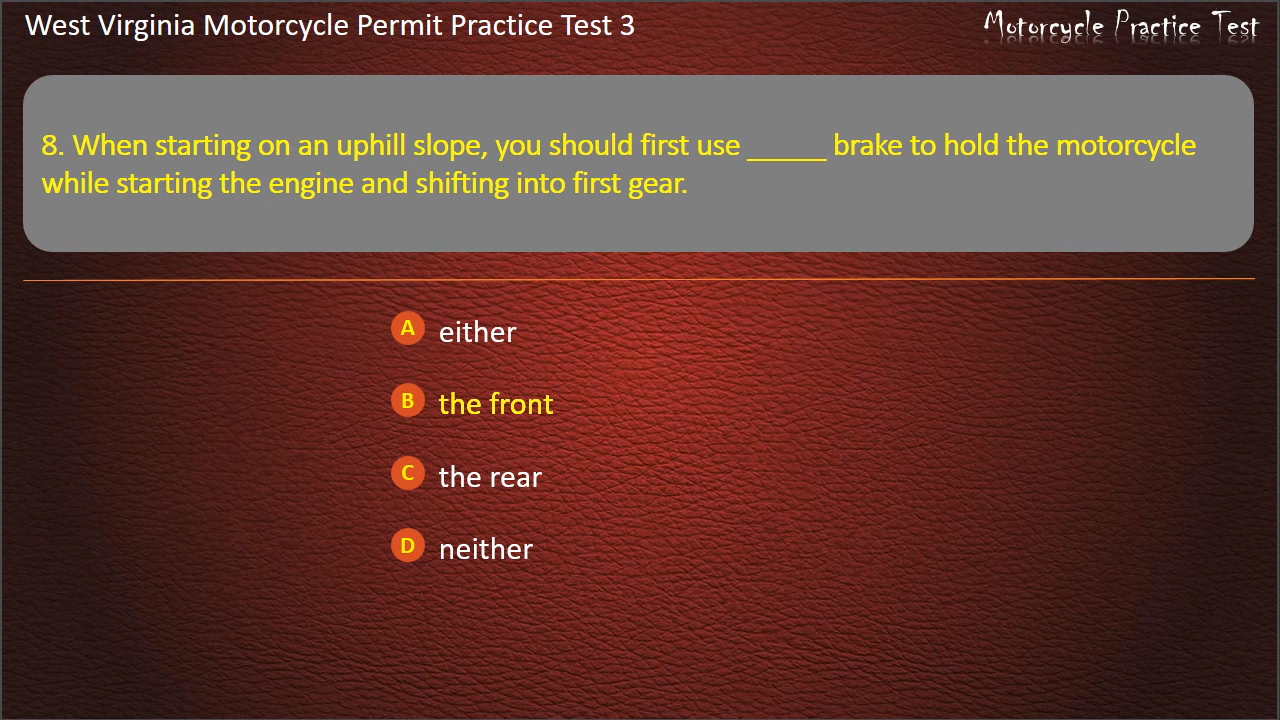 West Virginia Motorcycle Permit Practice Test 3
Motorcycle Practice Test
8. When starting on an uphill slope, you should first use _____ brake to hold the motorcycle
while starting the engine and shifting into first gear.
A either
B the front
C the rear
D neither